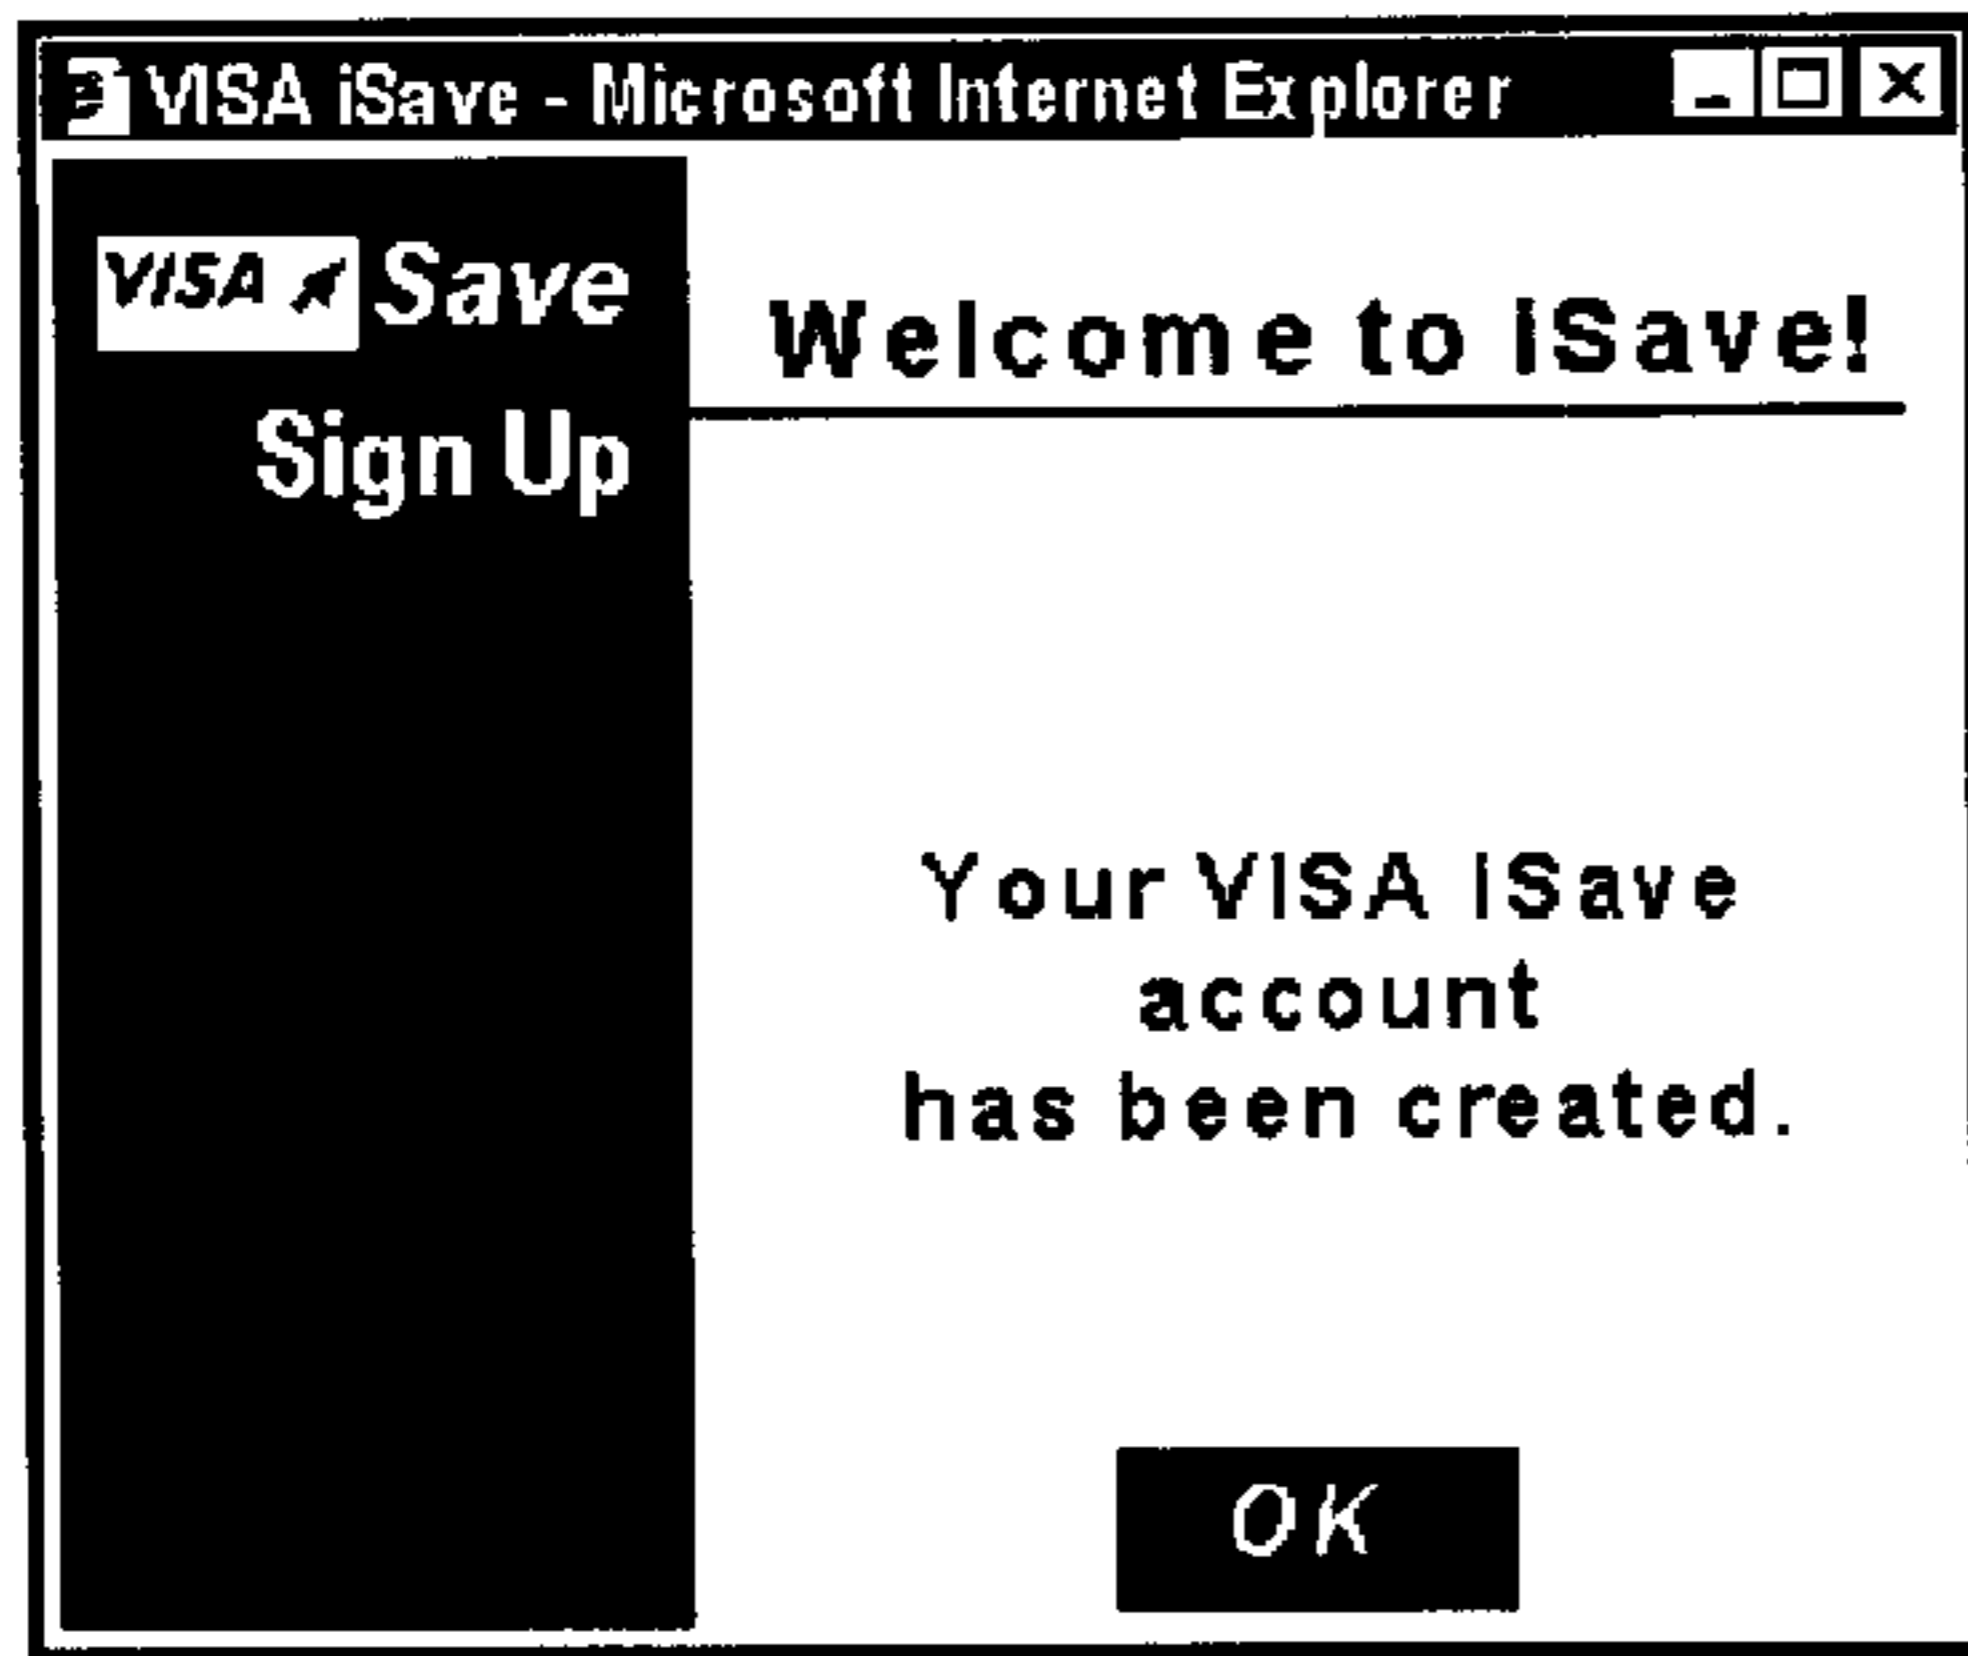 VISA iSave - Microsoft Internet Explorer
VISA Save
Sign Up
Welcome to iSave!
Your VISA iSave
account
has been created.
OK